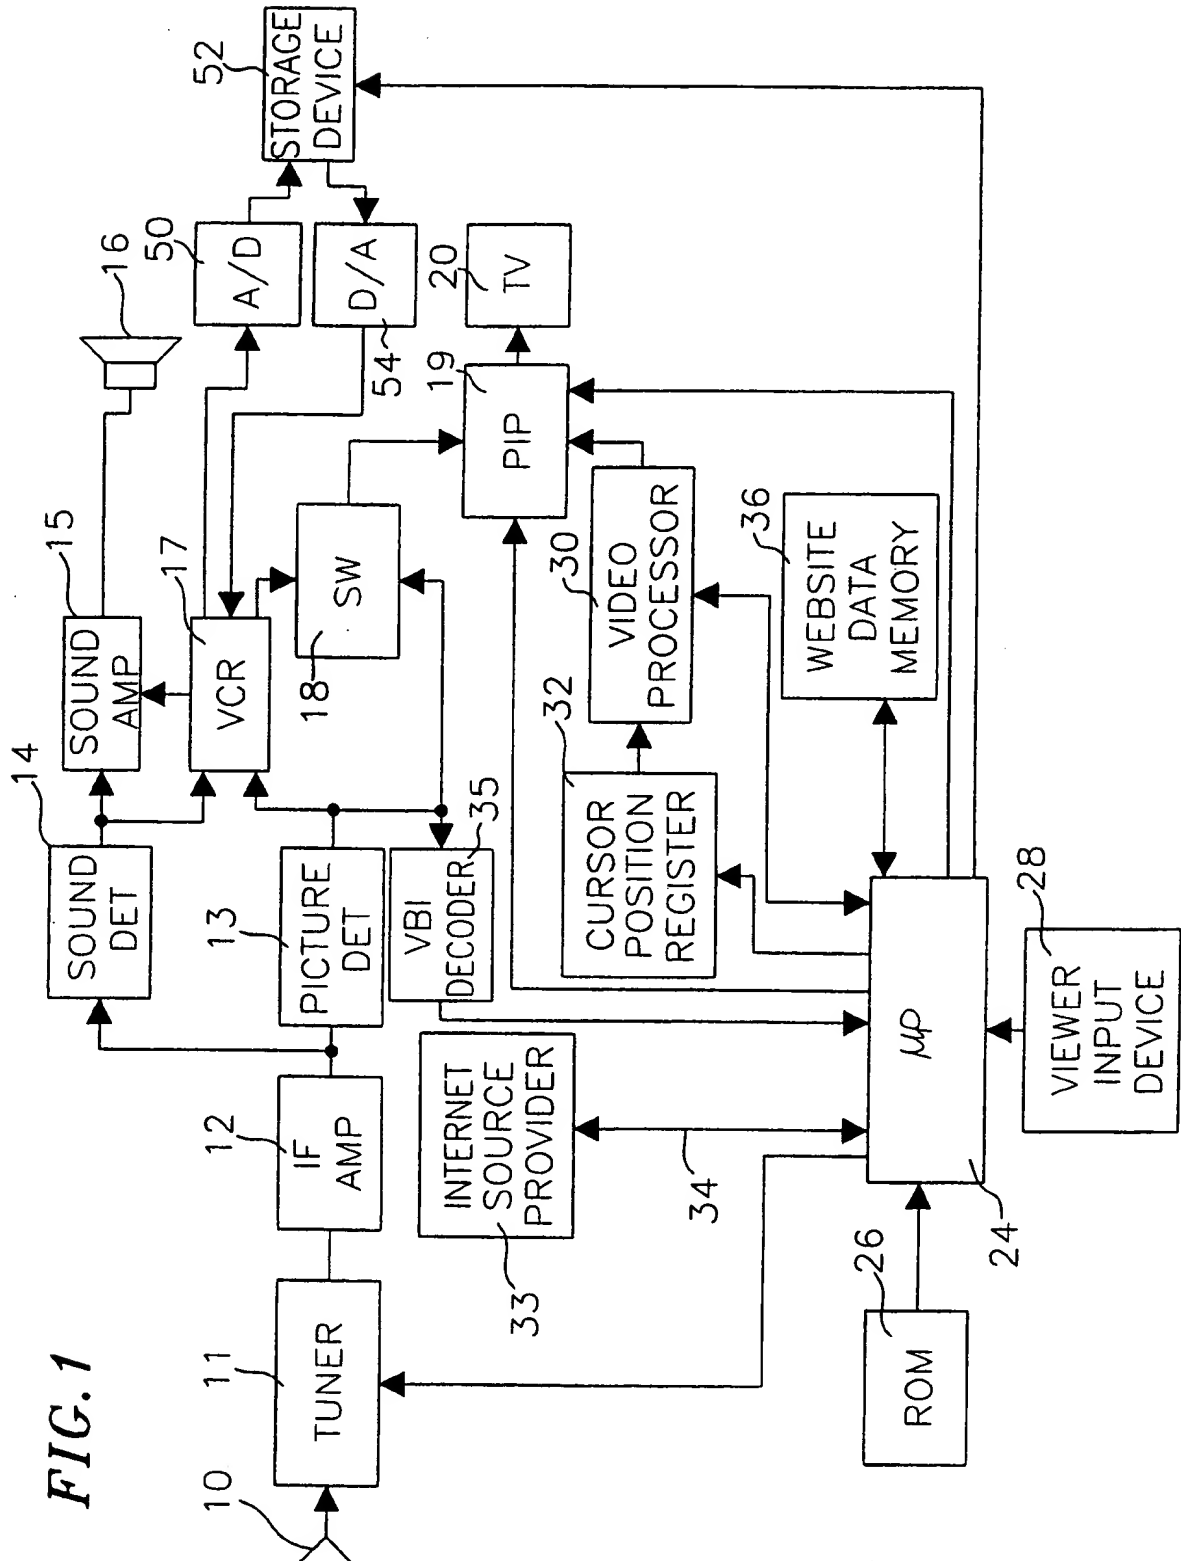 FIG.1
10
11
TUNER
12
IF
AMP
13
PICTURE
DET
14
SOUND
DET
15
SOUND
AMP
16
17
VCR
18
SW
50
A/D
52
STORAGE
DEVICE
54
D/A
19
PIP
20
TV
35
VBI
DECODER
33
INTERNET
SOURCE
PROVIDER
34
32
CURSOR
POSITION
REGISTER
30
VIDEO
PROCESSOR
36
WEBSITE
DATA
MEMORY
26
ROM
24
μP
28
VIEWER
INPUT
DEVICE